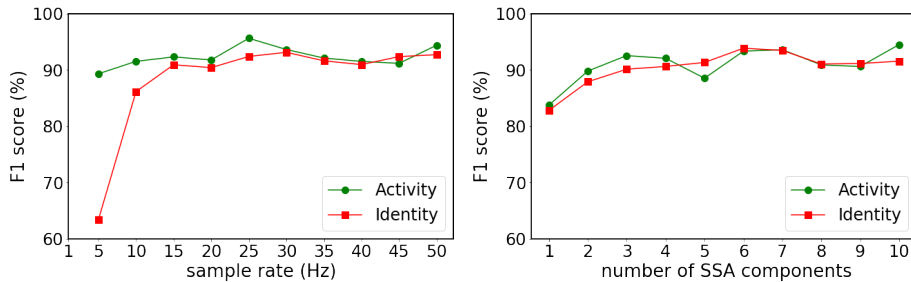 100
90
80
70
60
F1 score (%)
Activity
Identity
1 5 10 15 20 25 30 35 40 45 50
sample rate (Hz)
100
90
80
70
60
F1 score (%)
Activity
Identity
1 2 3 4 5 6 7 8 9 10
number of SSA components